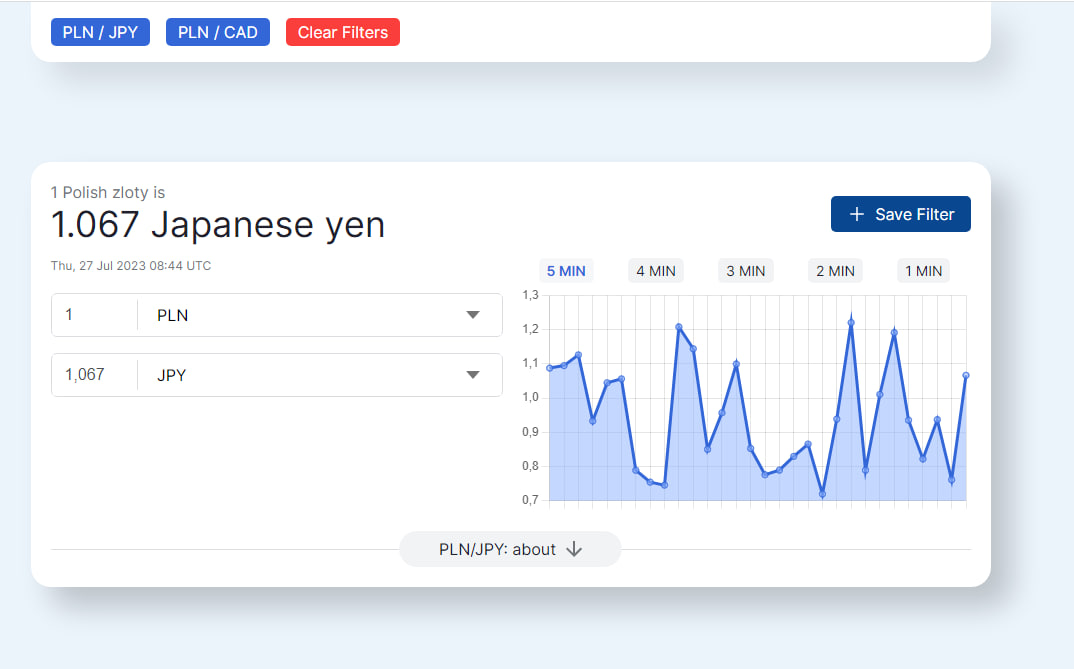 PLN / JPY PLN / CAD Clear Filters
1 Polish zloty is
1.067 Japanese yen
+ Save Filter
Thu, 27 Jul 2023 08:44 UTC
5 MIN 4 MIN 3 MIN 2 MIN 1 MIN
1 PLN
1,067 JPY
1,3
1,2
1,1
1,0
0,9
0,8
0,7
PLN/JPY: about